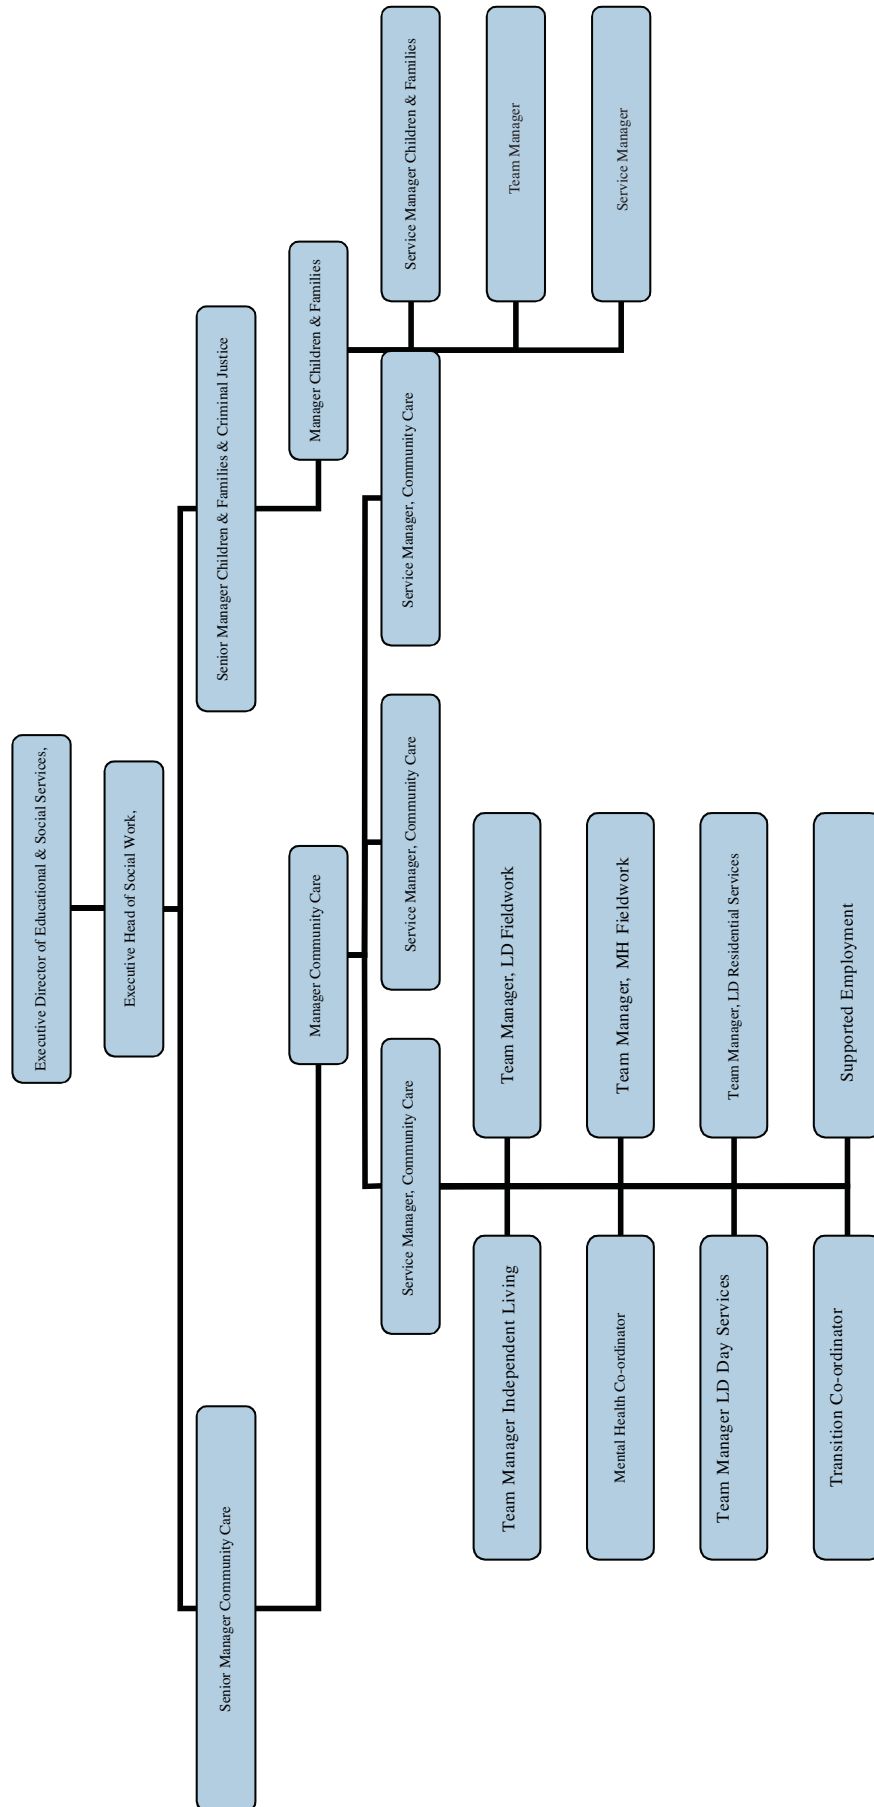 Executive Director of Educational & Social Services,
Executive Head of Social Work,
Senior Manager Community Care
Senior Manager Children & Families & Criminal Justice
Manager Community Care
Manager Children & Families
Service Manager, Community Care
Service Manager, Community Care
Service Manager, Community Care
Service Manager Children & Families
Team Manager Independent Living
Team Manager, LD Fieldwork
Team Manager
Mental Health Co-ordinator
Team Manager, MH Fieldwork
Service Manager
Team Manager LD Day Services
Team Manager, LD Residential Services
Transition Co-ordinator
Supported Employment